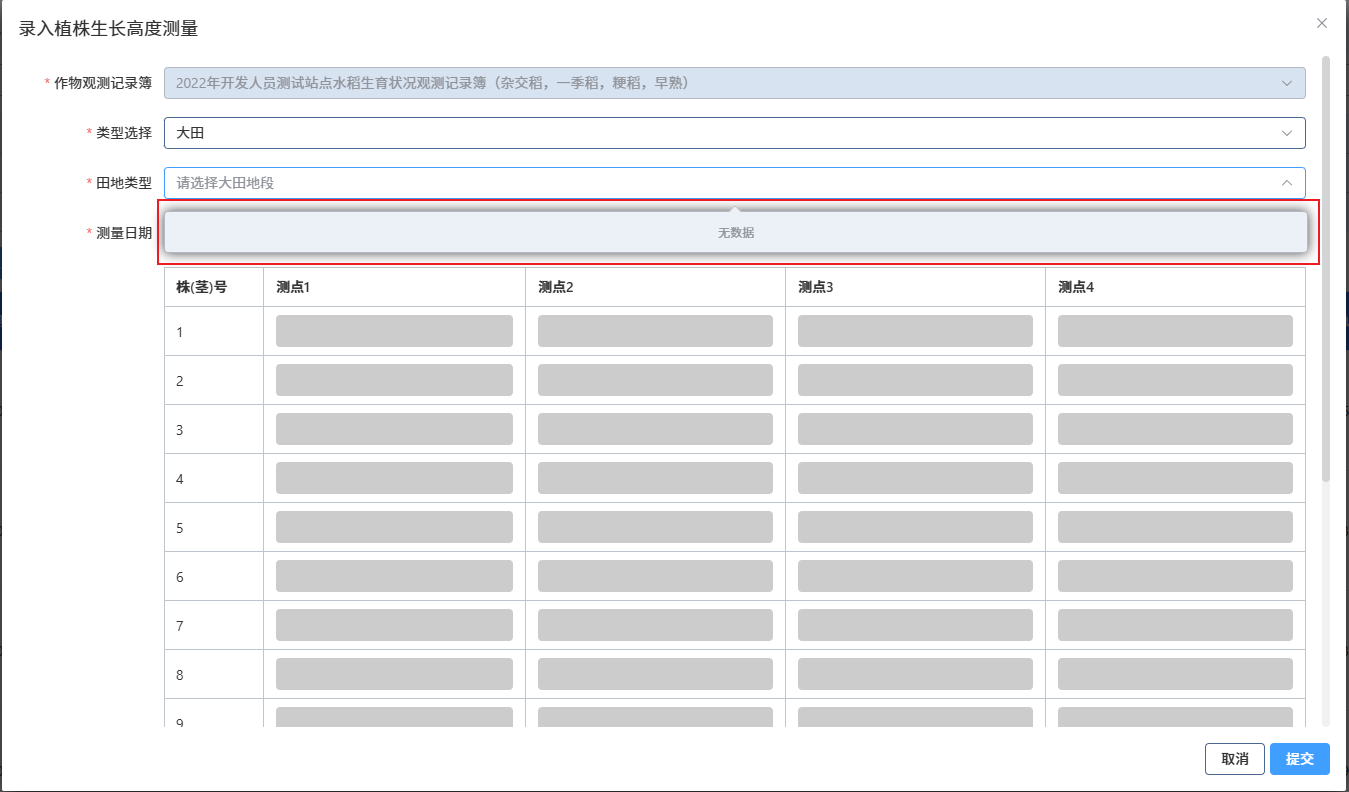 录入植株生长高度测量
* 作物观测记录簿 2022年开发人员测试站点水稻生育状况观测记录簿（杂交稻，一季稻，粳稻，早熟）
* 类型选择 大田
* 田地类型 请选择大田地段
* 测量日期 无数据
株(茎)号 测点1 测点2 测点3 测点4
1
2
3
4
5
6
7
8
9
取消 提交